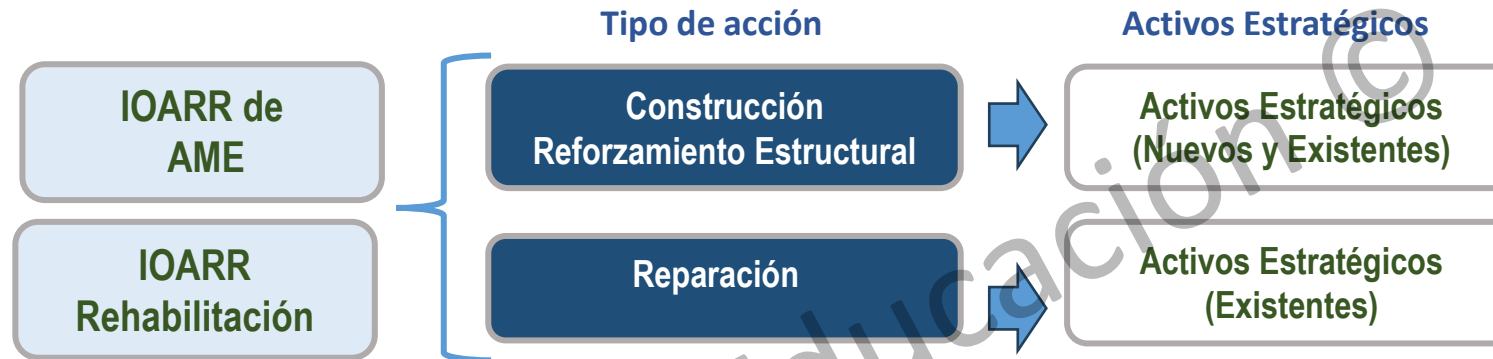 Tipo de acción
Activos Estratégicos
IOARR de
AME
Construcción
Reforzamiento Estructural
Activos Estratégicos
(Nuevos y Existentes)
IOARR
Rehabilitación
Reparación
Activos Estratégicos
(Existentes)
ducación ©